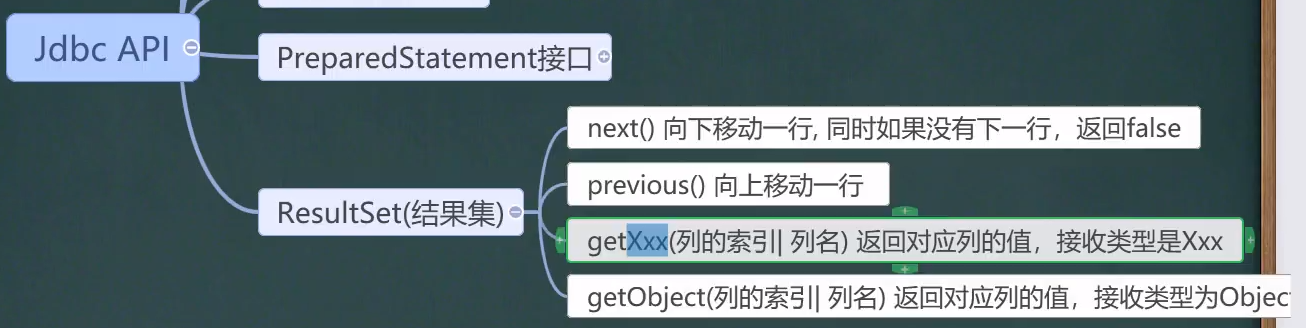 Jdbc API
PreparedStatement接口
ResultSet(结果集)
next() 向下移动一行, 同时如果没有下一行，返回false
previous() 向上移动一行
getXxx(列的索引| 列名) 返回对应列的值，接收类型是Xxx
getObject(列的索引| 列名) 返回对应列的值，接收类型为Object